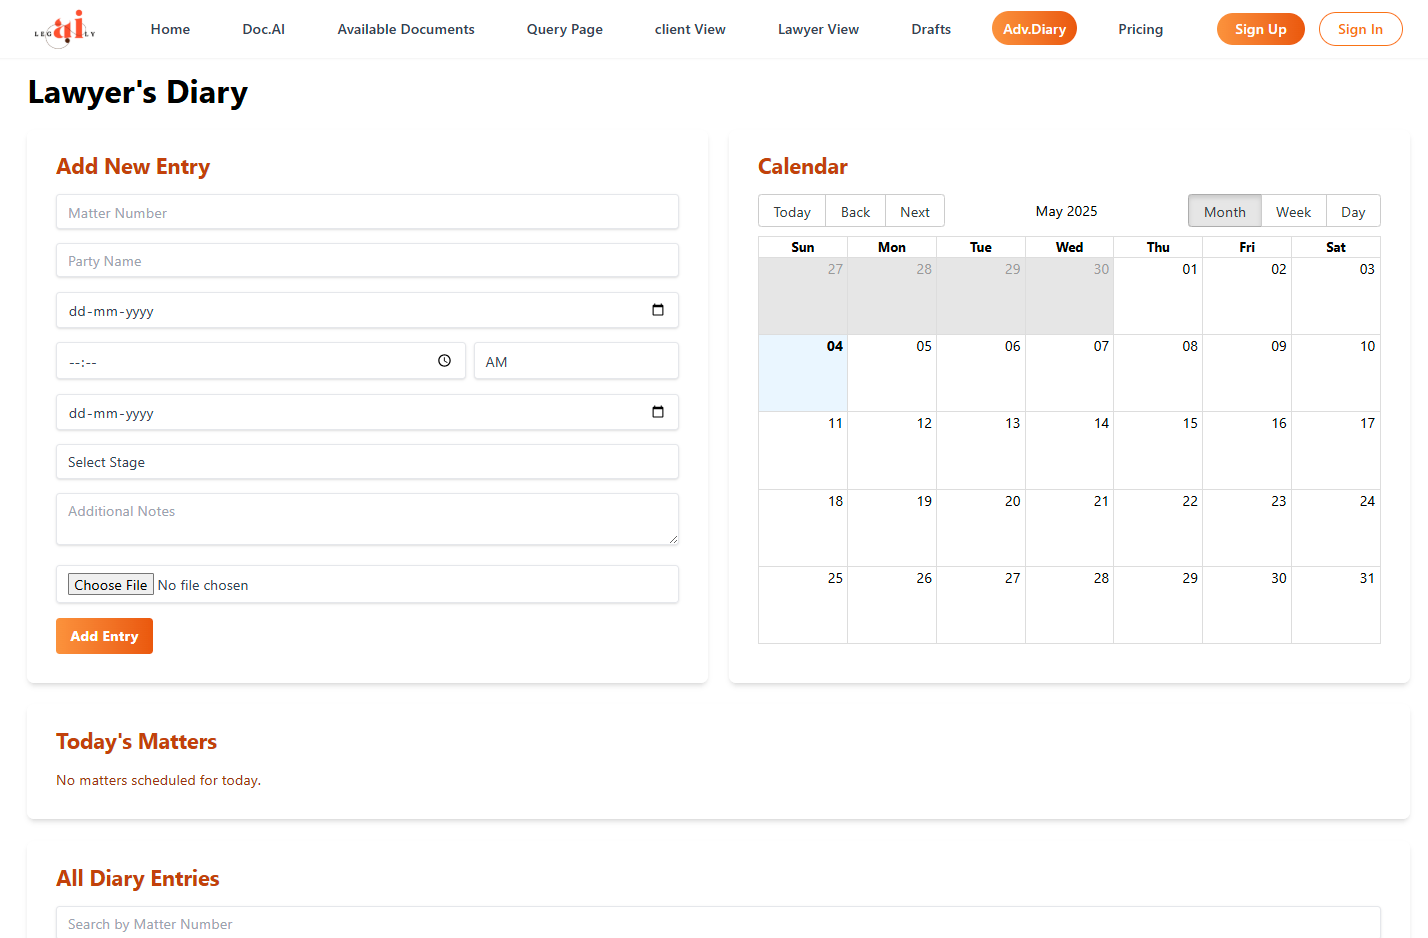 LEGAILY Home Doc.AI Available Documents Query Page client View Lawyer View Drafts Adv.Diary Pricing Sign Up Sign In
Lawyer's Diary
Add New Entry
Matter Number
Party Name
dd-mm-yyyy
--:-- AM
dd-mm-yyyy
Select Stage
Additional Notes
Choose File No file chosen
Add Entry
Calendar
Today Back Next May 2025 Month Week Day
Sun Mon Tue Wed Thu Fri Sat
27 28 29 30 01 02 03
04 05 06 07 08 09 10
11 12 13 14 15 16 17
18 19 20 21 22 23 24
25 26 27 28 29 30 31
Today's Matters
No matters scheduled for today.
All Diary Entries
Search by Matter Number